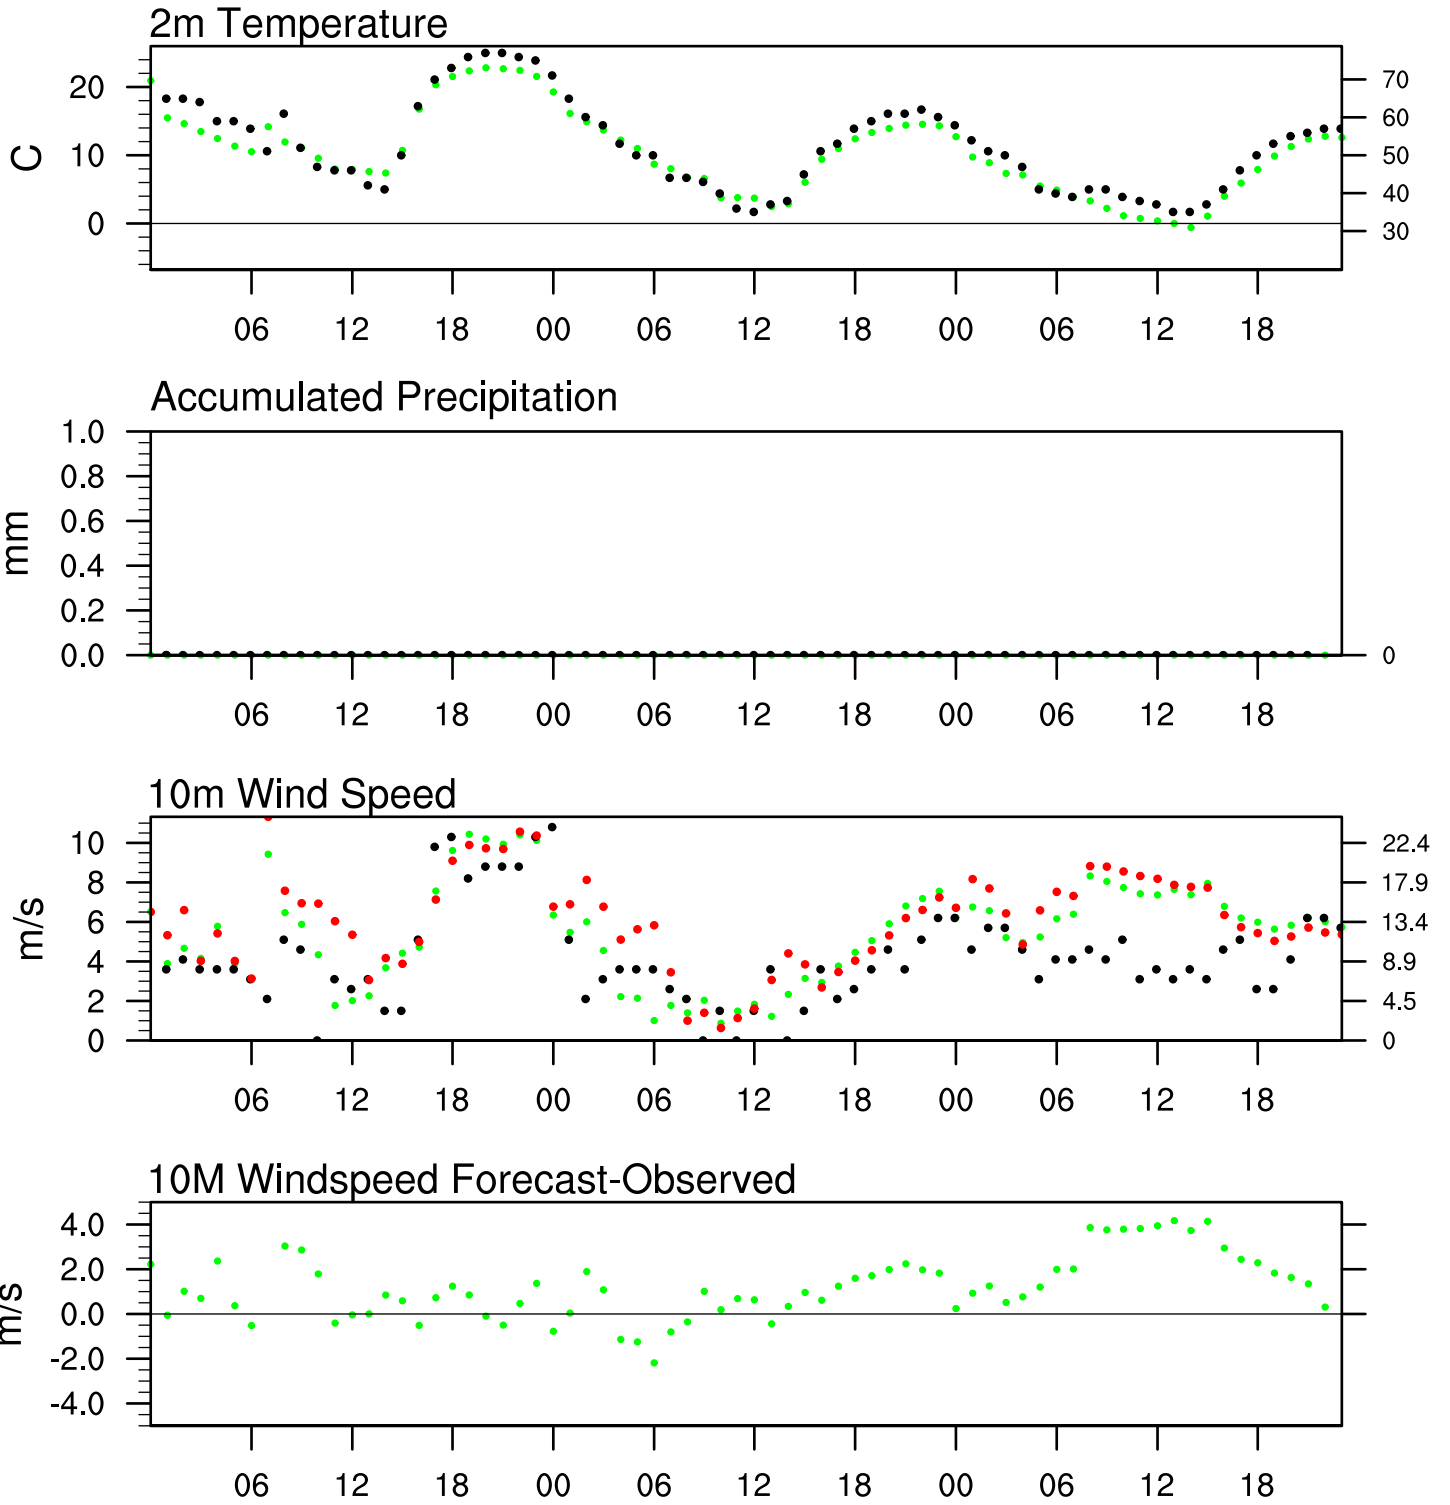 2m Temperature
20
10
0
C
70
60
50
40
30
06 12 18 00 06 12 18 00 06 12 18
Accumulated Precipitation
1.0
0.8
0.6
0.4
0.2
0.0
mm
0
06 12 18 00 06 12 18 00 06 12 18
10m Wind Speed
10
8
6
4
2
0
m/s
22.4
17.9
13.4
8.9
4.5
0
06 12 18 00 06 12 18 00 06 12 18
10M Windspeed Forecast-Observed
4.0
2.0
0.0
-2.0
-4.0
m/s
06 12 18 00 06 12 18 00 06 12 18